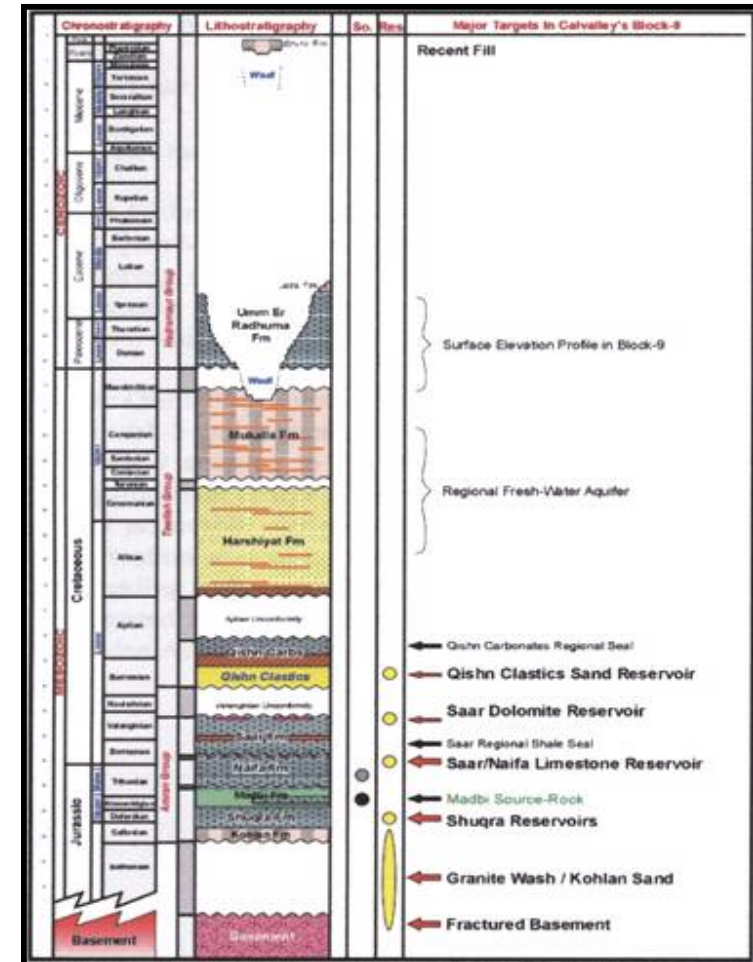 Chronostratigraphy
Lithostratigraphy
So.
Res
Major Targets In Calvalley's Block-9
Recent Fill
Wadi
CENOZOIC
Miocene
Oligocene
Eocene
Paleocene
Tortonian
Serravallian
Langhian
Burdigalian
Aquitanian
Chattian
Rupelian
Priabonian
Bartonian
Lutetian
Ypresian
Thanetian
Danian
Hadramaut Group
Umm Er
Radhuma
Fm
Surface Elevation Profile in Block-9
Wadi
MESOZOIC
Cretaceous
Maastrichtian
Campanian
Santonian
Coniacian
Turonian
Cenomanian
Albian
Aptian
Barremian
Hauterivian
Valanginian
Mukalla Fm
Regional Fresh-Water Aquifer
Harshiyat Fm
Aptian Unconformity
Qishn Carbs
Qishn Carbonates Regional Seal
Qishn Clastics
Qishn Clastics Sand Reservoir
Valanginian Unconformity
Saar Dolomite Reservoir
Saar Regional Shale Seal
Amran Group
Naifa Fm
Saar/Naifa Limestone Reservoir
Jurassic
Tithonian
Callovian
Madbi Fm
Madbi Source-Rock
Shuqra Fm
Shuqra Reservoirs
Kohlan Fm
Granite Wash / Kohlan Sand
Fractured Basement
Basement
Basement